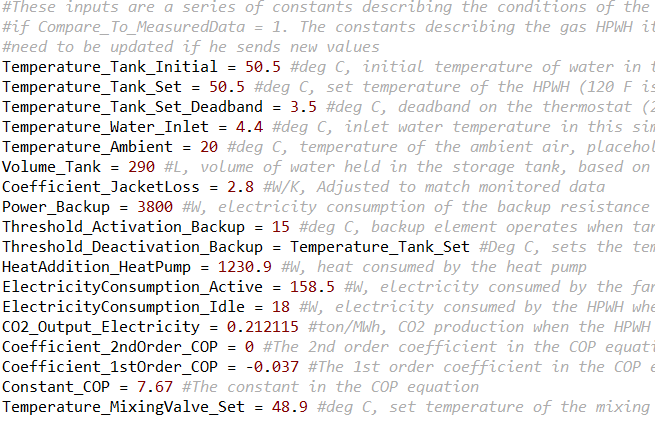 #These inputs are a series of constants describing the conditions of the
#if Compare_To_MeasuredData = 1. The constants describing the gas HPWH it
#need to be updated if he sends new values
Temperature_Tank_Initial = 50.5 #deg C, initial temperature of water in t
Temperature_Tank_Set = 50.5 #deg C, set temperature of the HPWH (120 F is
Temperature_Tank_Set_Deadband = 3.5 #deg C, deadband on the thermostat (2
Temperature_Water_Inlet = 4.4 #deg C, inlet water temperature in this sim
Temperature_Ambient = 20 #deg C, temperature of the ambient air, placehol
Volume_Tank = 290 #L, volume of water held in the storage tank, based on
Coefficient_JacketLoss = 2.8 #W/K, Adjusted to match monitored data
Power_Backup = 3800 #W, electricity consumption of the backup resistance
Threshold_Activation_Backup = 15 #deg C, backup element operates when tan
Threshold_Deactivation_Backup = Temperature_Tank_Set #Deg C, sets the tem
HeatAddition_HeatPump = 1230.9 #W, heat consumed by the heat pump
ElectricityConsumption_Active = 158.5 #W, electricity consumed by the fan
ElectricityConsumption_Idle = 18 #W, electricity consumed by the HPWH whe
CO2_Output_Electricity = 0.212115 #ton/MWh, CO2 production when the HPWH
Coefficient_2ndOrder_COP = 0 #The 2nd order coefficient in the COP equati
Coefficient_1stOrder_COP = -0.037 #The 1st order coefficient in the COP e
Constant_COP = 7.67 #The constant in the COP equation
Temperature_MixingValve_Set = 48.9 #deg C, set temperature of the mixing